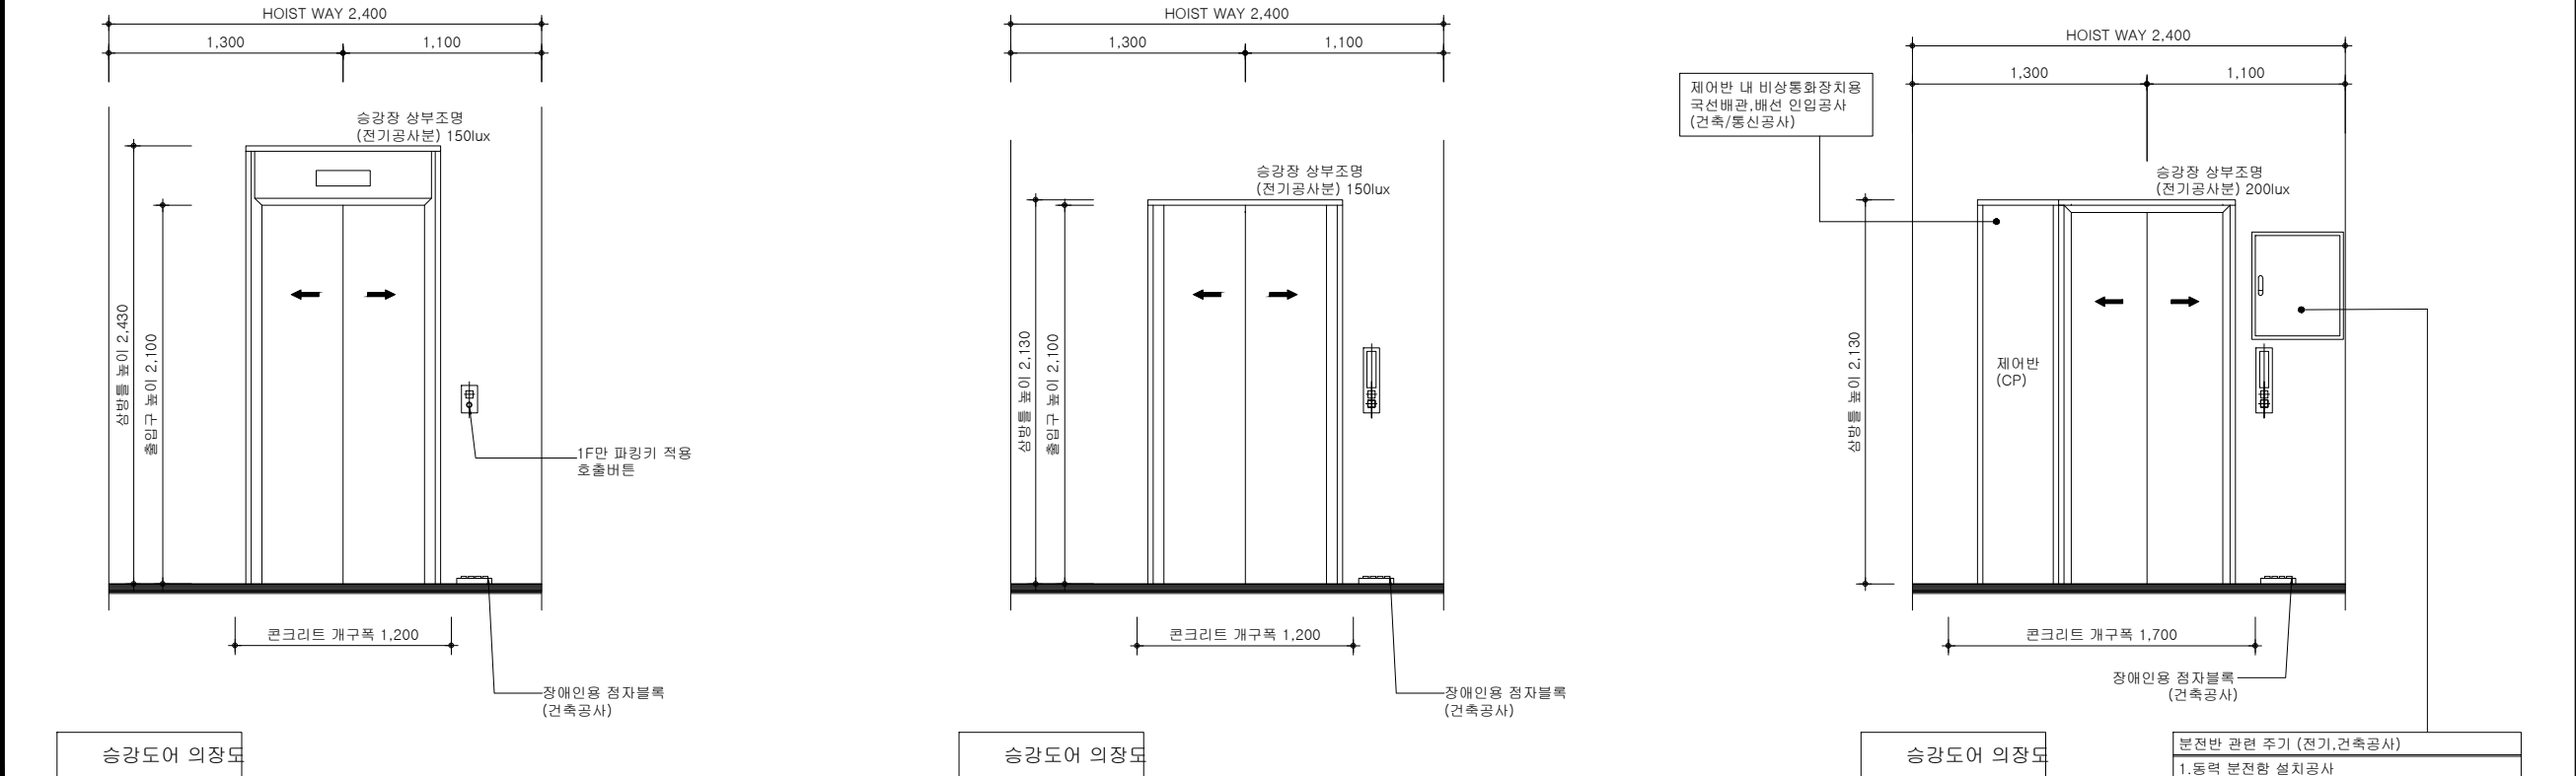 HOIST WAY 2,400
1,300
1,100
승강장 상부조명
(전기공사분) 150lux
삼방틀 높이 2,430
출입구 높이 2,100
1F만 파킹키 적용
호출버튼
콘크리트 개구폭 1,200
장애인용 점자블록
(건축공사)
승강도어 의장도
HOIST WAY 2,400
1,300
1,100
승강장 상부조명
(전기공사분) 150lux
삼방틀 높이 2,130
출입구 높이 2,100
콘크리트 개구폭 1,200
장애인용 점자블록
(건축공사)
승강도어 의장도
HOIST WAY 2,400
1,300
1,100
제어반 내 비상통화장치용
국선배관,배선 인입공사
(건축/통신공사)
승강장 상부조명
(전기공사분) 200lux
삼방틀 높이 2,130
제어반
(CP)
콘크리트 개구폭 1,700
장애인용 점자블록
(건축공사)
승강도어 의장도
분전반 관련 주기 (전기,건축공사)
1.동력 분전함 설치공사